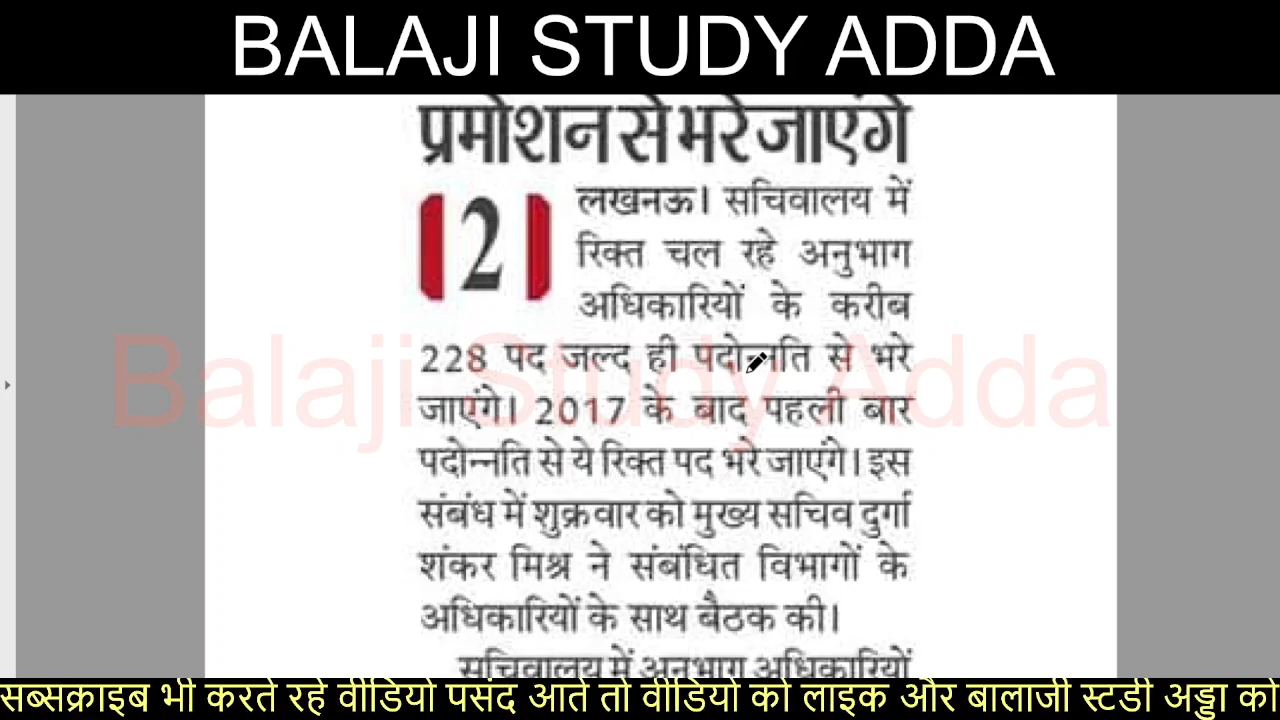 BALAJI STUDY ADDA
प्रमोशन से भरे जाएंगे
2
लखनऊ। सचिवालय में
रिक्त चल रहे अनुभाग
अधिकारियों के करीब
228 पद जल्द ही पदोन्नति से भरे
जाएंगे। 2017 के बाद पहली बार
पदोन्नति से ये रिक्त पद भरे जाएंगे। इस
संबंध में शुक्रवार को मुख्य सचिव दुर्गा
शंकर मिश्र ने संबंधित विभागों के
अधिकारियों के साथ बैठक की।
सचिवालय में अनुभाग अधिकारियों
Balaji Study Adda
सब्सक्राइब भी करते रहे वीडियो पसंद आते तो वीडियो को लाइक और बालाजी स्टडी अड्डा को